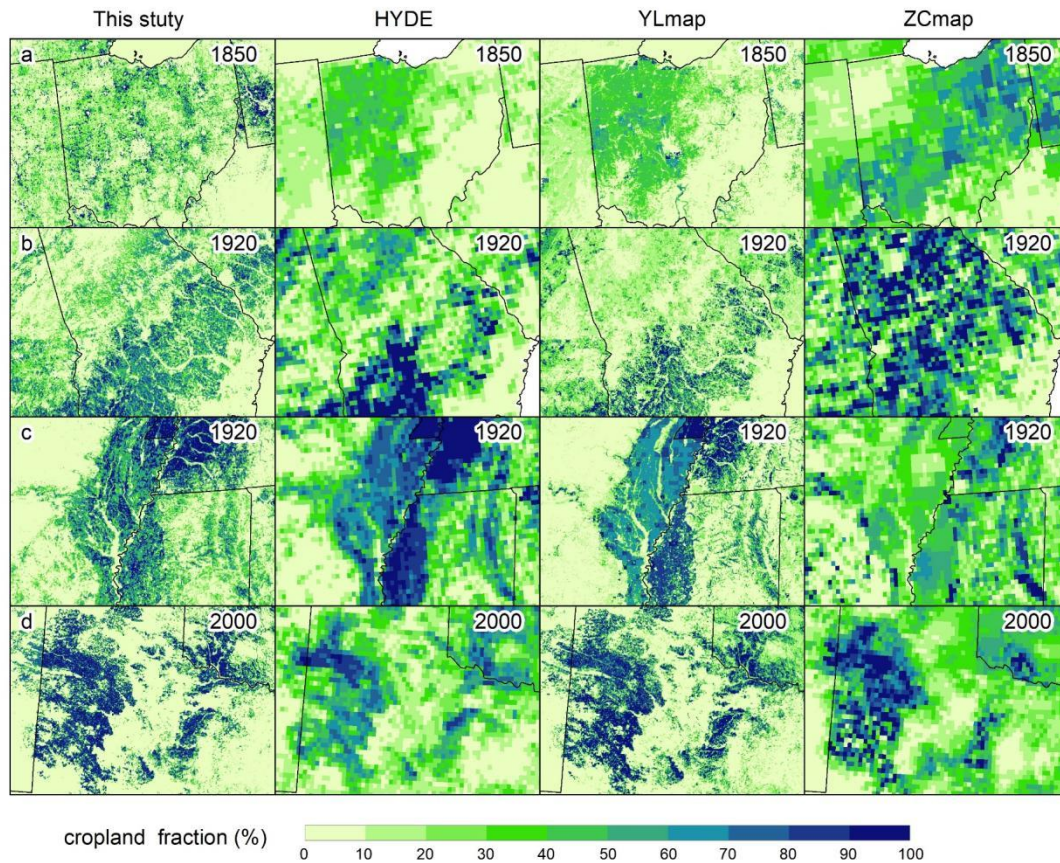 This stuty HYDE YLmap ZCmap
a 1850 1850 1850 1850
b 1920 1920 1920 1920
c 1920 1920 1920 1920
d 2000 2000 2000 2000
cropland fraction (%)
0 10 20 30 40 50 60 70 80 90 100